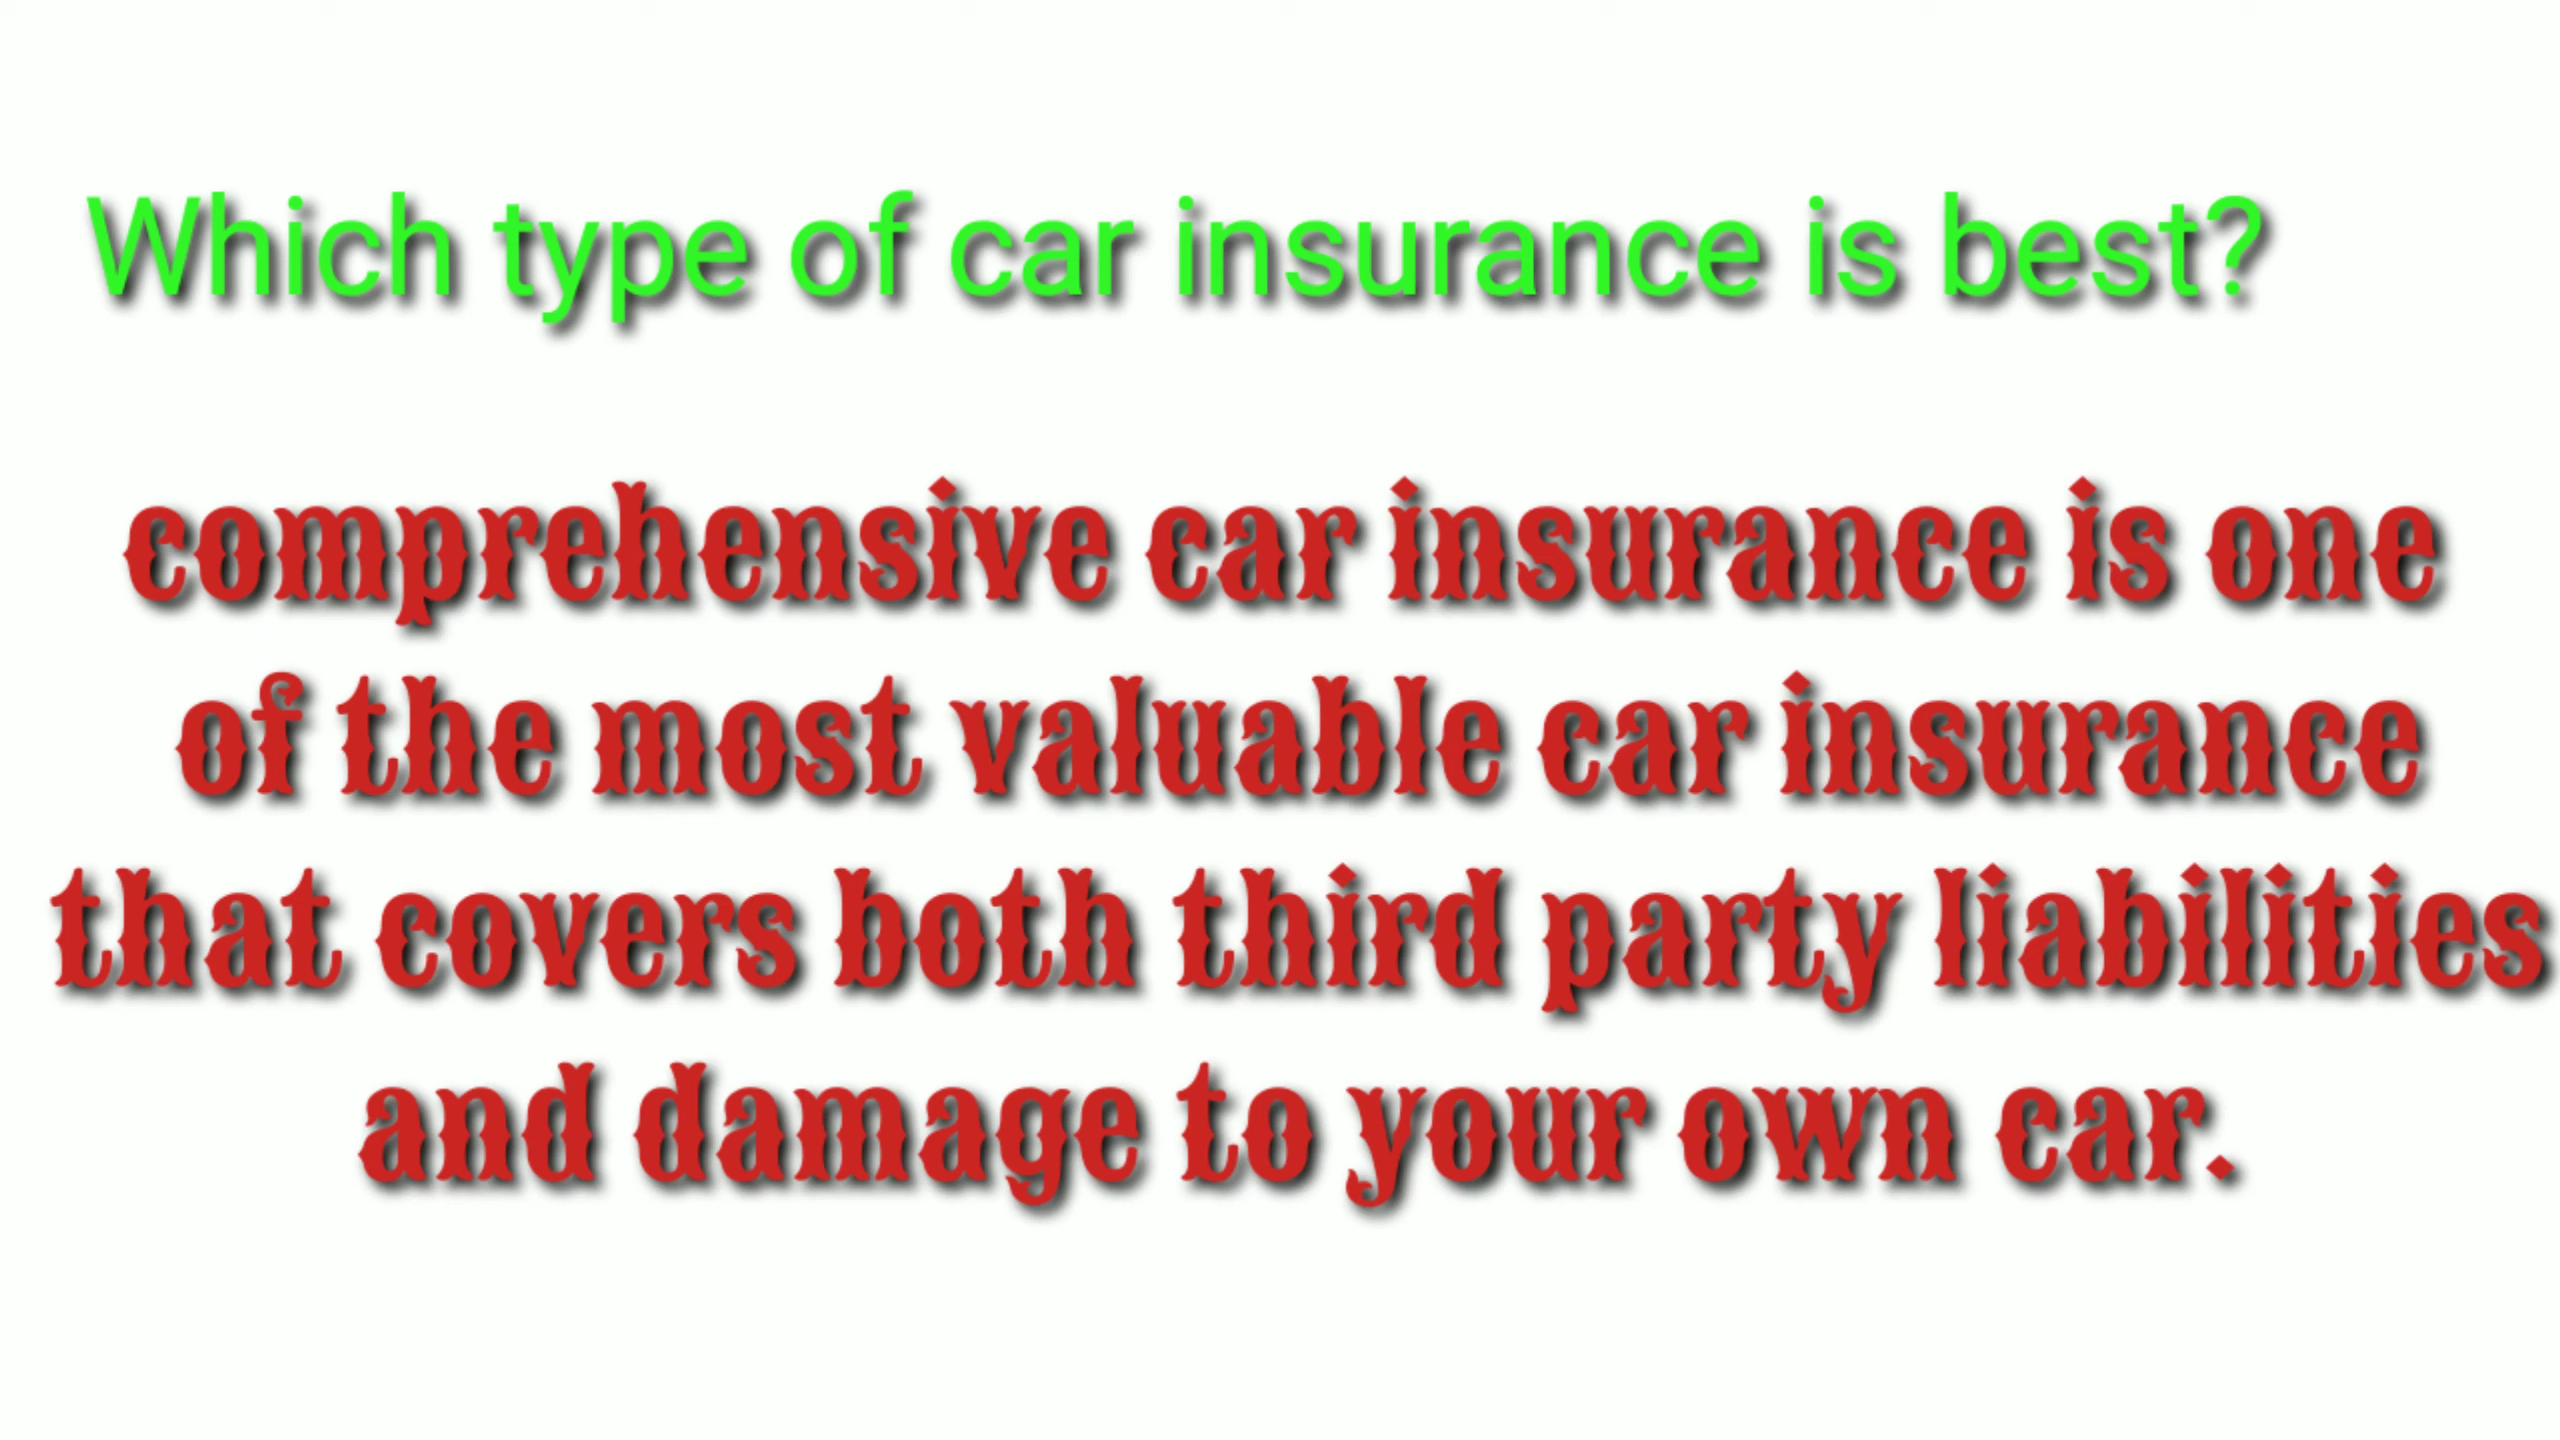 Which type of car insurance is best?
comprehensive car insurance is one
of the most valuable car insurance
that covers both third party liabilities
and damage to your own car.